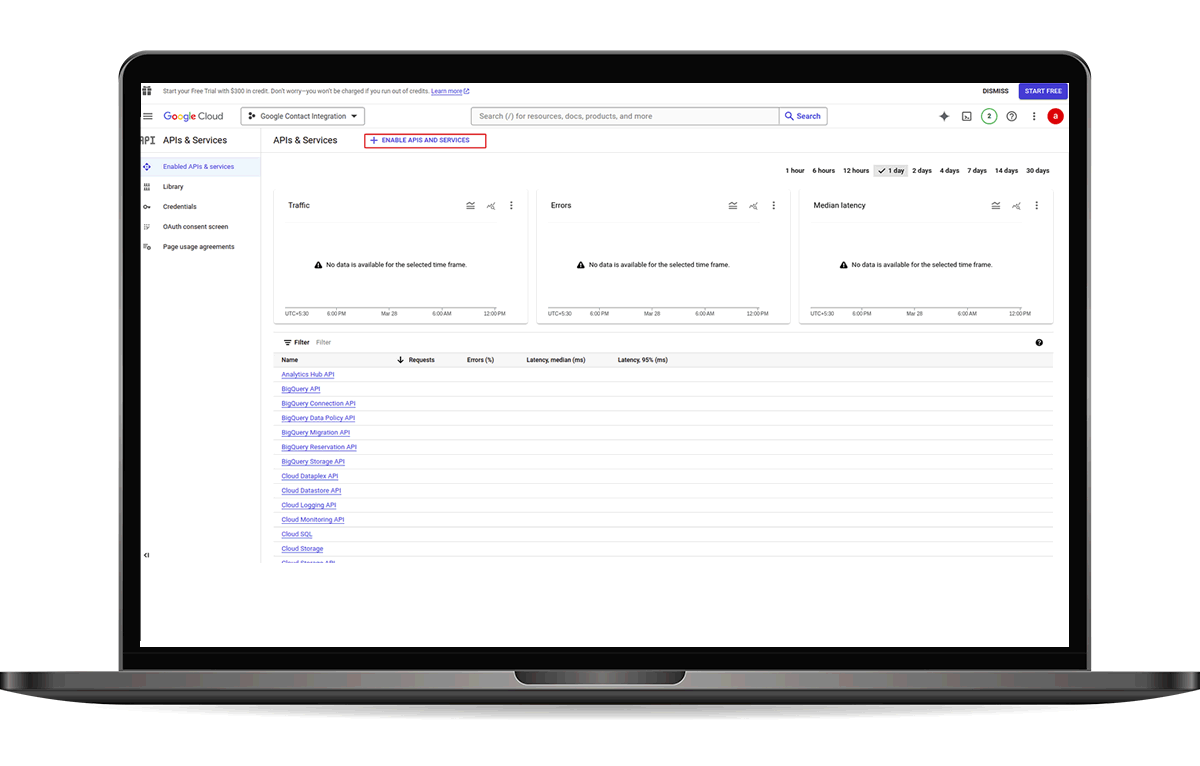 Start your Free Trial with $300 in credit. Don't worry—you won't be charged if you run out of credits. Learn more
DISMISS
START FREE
Google Cloud
Google Contact Integration
Search (/) for resources, docs, products, and more
Search
2
a
API
APIs & Services
APIs & Services
ENABLE APIS AND SERVICES
Enabled APIs & services
Library
Credentials
OAuth consent screen
Page usage agreements
1 hour 6 hours 12 hours 1 day 2 days 4 days 7 days 14 days 30 days
Traffic
No data is available for the selected time frame.
UTC+5:30 6:00 PM Mar 28 6:00 AM 12:00 PM
Errors
No data is available for the selected time frame.
UTC+5:30 6:00 PM Mar 28 6:00 AM 12:00 PM
Median latency
No data is available for the selected time frame.
UTC+5:30 6:00 PM Mar 28 6:00 AM 12:00 PM
Filter Filter
Name Requests Errors (%) Latency, median (ms) Latency, 95% (ms)
Analytics Hub API
BigQuery API
BigQuery Connection API
BigQuery Data Policy API
BigQuery Migration API
BigQuery Reservation API
BigQuery Storage API
Cloud Dataplex API
Cloud Datastore API
Cloud Logging API
Cloud Monitoring API
Cloud SQL
Cloud Storage
Cloud Storage API